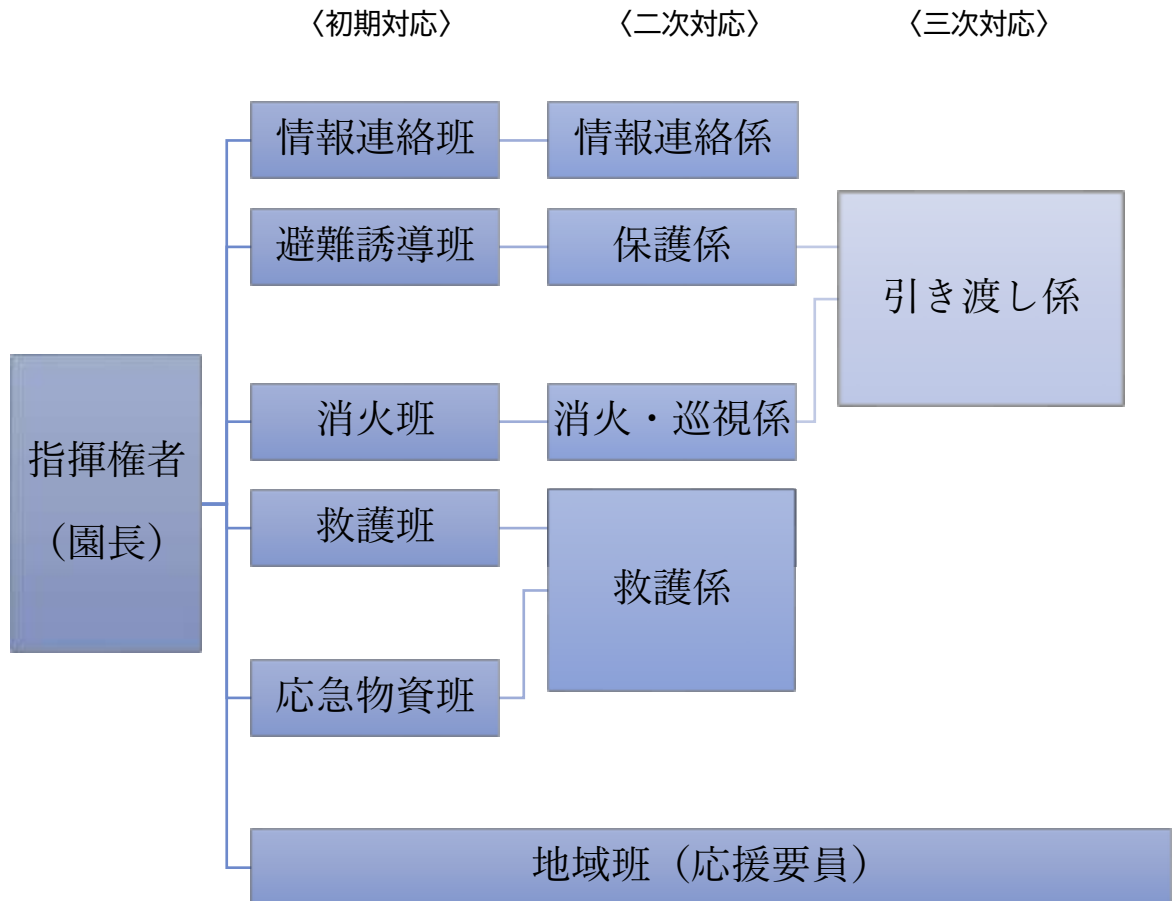 〈初期対応〉
〈二次対応〉
〈三次対応〉
指揮権者
（園長）
情報連絡班
情報連絡係
避難誘導班
保護係
引き渡し係
消火班
消火・巡視係
救護班
救護係
応急物資班
地域班（応援要員）